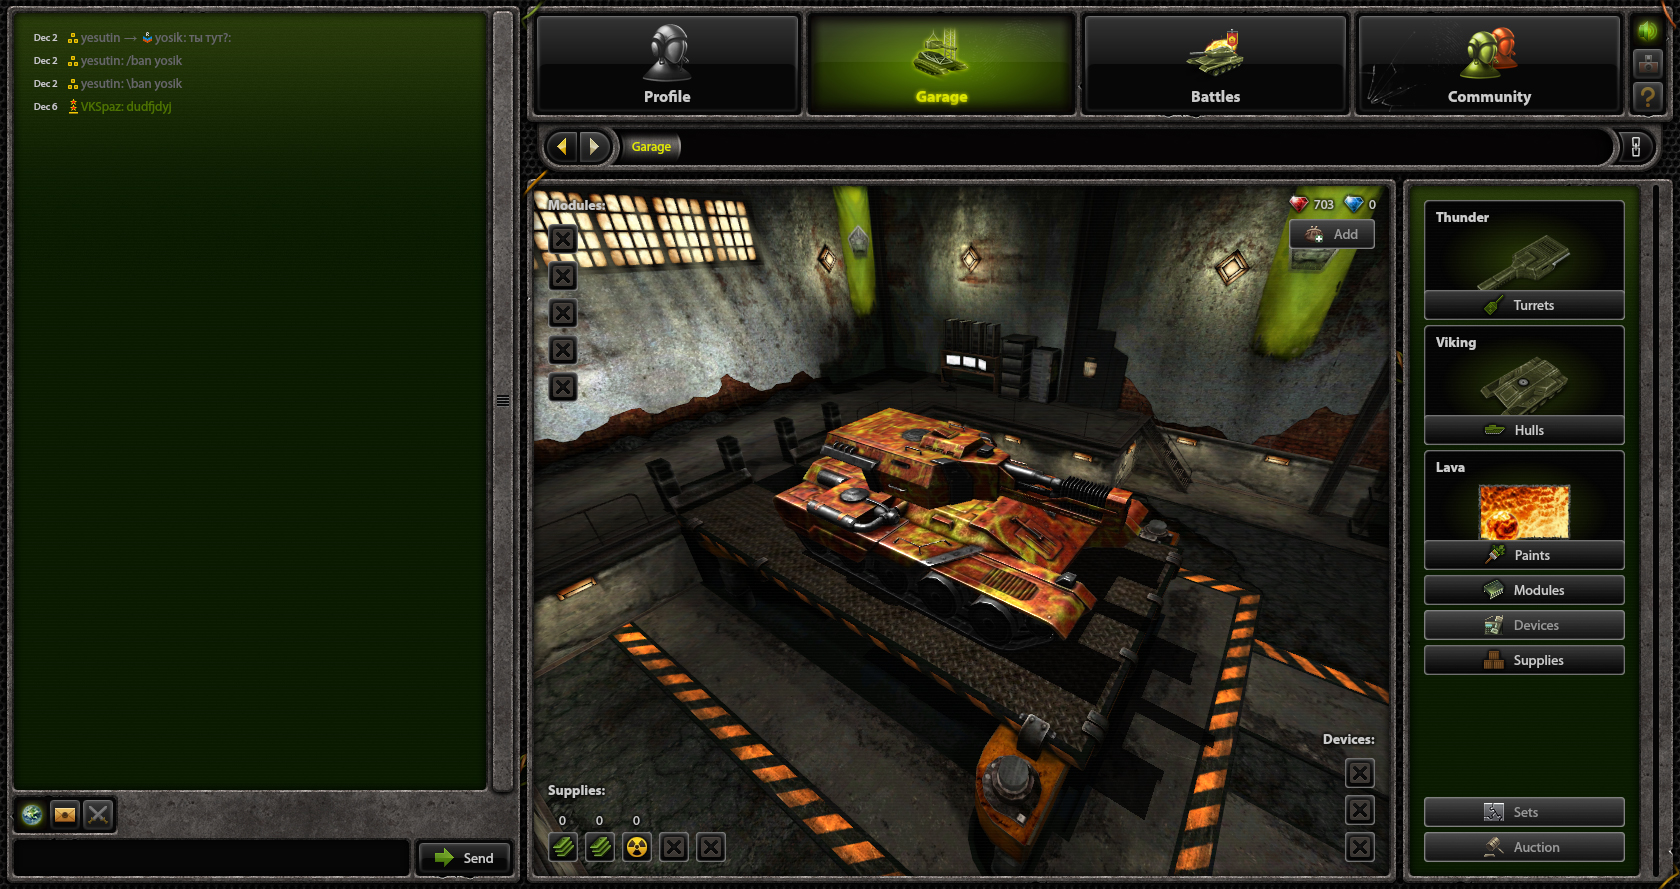 Dec 2 yesutin → yosik: ты тут?:
Dec 2 yesutin: /ban yosik
Dec 2 yesutin: \ban yosik
Dec 6 VKSpaz: dudfjdyj
Send
Profile
Garage
Battles
Community
?
Garage
Modules:
703 0
Add
Supplies:
0 0 0
Devices:
Thunder
Turrets
Viking
Hulls
Lava
Paints
Modules
Devices
Supplies
Sets
Auction